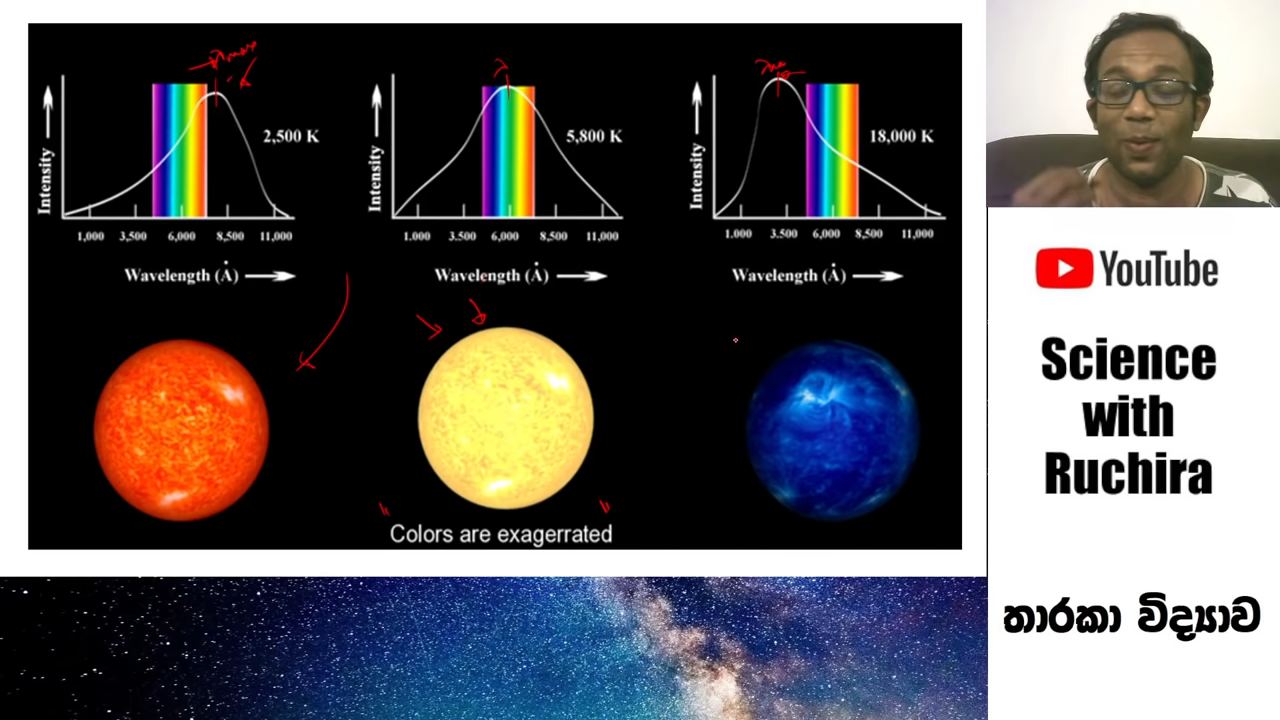 Intensity
2,500 K
1,000 3,500 6,000 8,500 11,000
Wavelength (Å)
Intensity
5,800 K
1.000 3.500 6,000 8,500 11,000
Wavelength (Å)
Intensity
18,000 K
1.000 3.500 6,000 8,500 11,000
Wavelength (Å)
Colors are exagerrated
YouTube
Science
with
Ruchira
තාරකා විද්‍යාව